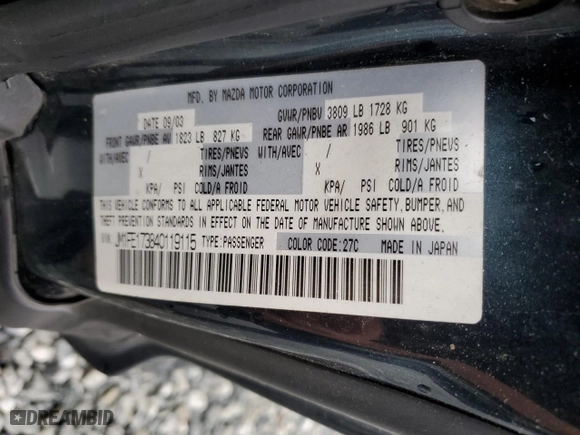 MFD. BY MAZDA MOTOR CORPORATION
DATE 09/03 GVWR/PNBV 3809 LB 1728 KG
FRONT GAWR/PNBE AV 1823 LB 827 KG REAR GAWR/PNBE AR 1986 LB 901 KG
WITH/AVEC / TIRES/PNEUS WITH/AVEC / TIRES/PNEUS
X RIMS/JANTES X RIMS/JANTES
KPA/ PSI COLD/A FROID KPA/ PSI COLD/A FROID
THIS VEHICLE CONFORMS TO ALL APPLICABLE FEDERAL MOTOR VEHICLE SAFETY, BUMPER, AND
THEFT PREVENTION STANDARDS IN EFFECT ON THE DATE OF MANUFACTURE SHOWN ABOVE.
V.I.N. JM1FE173840119115 TYPE:PASSENGER COLOR CODE:27C MADE IN JAPAN
DREAMBID